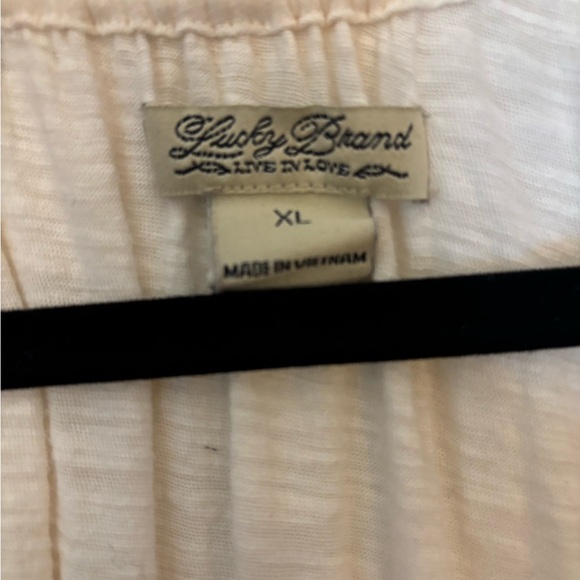 Lucky Brand
LIVE IN LOVE
XL
MADE IN VIETNAM